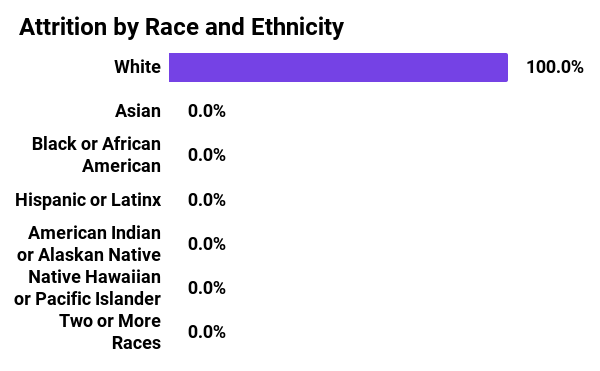 Attrition by Race and Ethnicity
White 100.0%
Asian 0.0%
Black or African
American 0.0%
Hispanic or Latinx 0.0%
American Indian
or Alaskan Native 0.0%
Native Hawaiian
or Pacific Islander 0.0%
Two or More
Races 0.0%